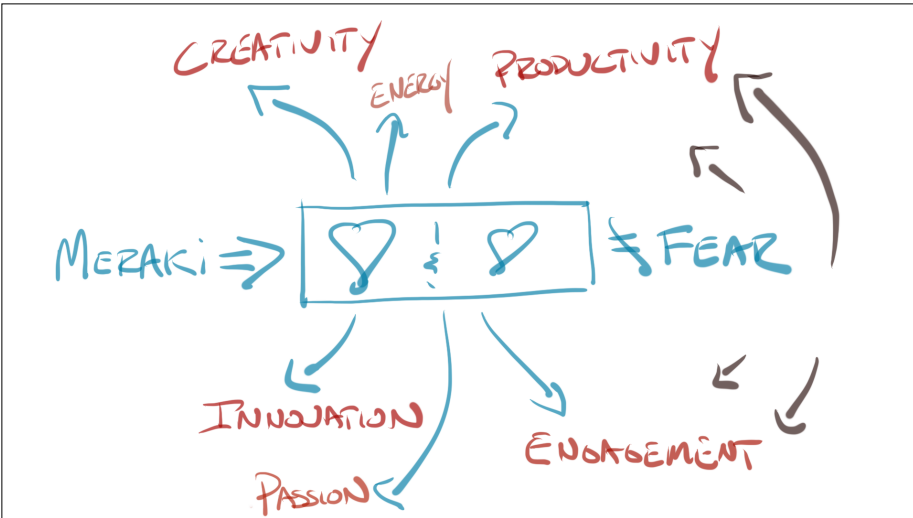 CREATIVITY
ENERGY
PRODUCTIVITY
MERAKi ⇒ ♡ & ♡ ≠ FEAR
INNOVATION
ENGAGEMENT
PASSION